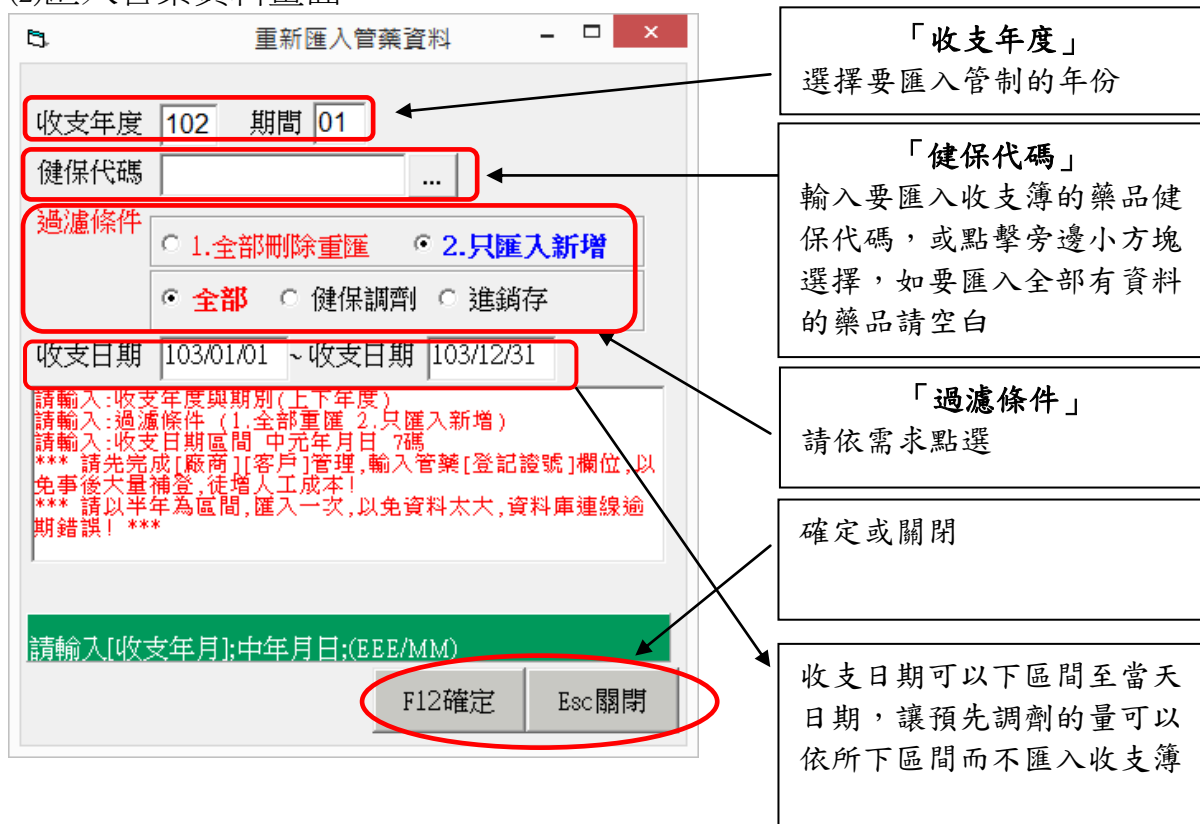 (2)匯入管藥資料畫面
重新匯入管藥資料
收支年度 102 期間 01
健保代碼 ...
過濾條件
1.全部刪除重匯 2.只匯入新增
全部 健保調劑 進銷存
收支日期 103/01/01 ~收支日期 103/12/31
請輸入:收支年度與期別(上下年度)
請輸入:過濾條件 (1.全部重匯 2.只匯入新增)
請輸入:收支日期區間 中元年月日 7碼
*** 請先完成[廠商][客戶]管理,輸入管藥[登記證號]欄位,以
免事後大量補登,徒增人工成本!
*** 請以半年為區間,匯入一次,以免資料太大,資料庫連線逾
期錯誤! ***
請輸入[收支年月];中年月日;(EEE/MM)
F12確定 Esc關閉
「收支年度」
選擇要匯入管制的年份
「健保代碼」
輸入要匯入收支簿的藥品健
保代碼，或點擊旁邊小方塊
選擇，如要匯入全部有資料
的藥品請空白
「過濾條件」
請依需求點選
確定或關閉
收支日期可以下區間至當天
日期，讓預先調劑的量可以
依所下區間而不匯入收支簿